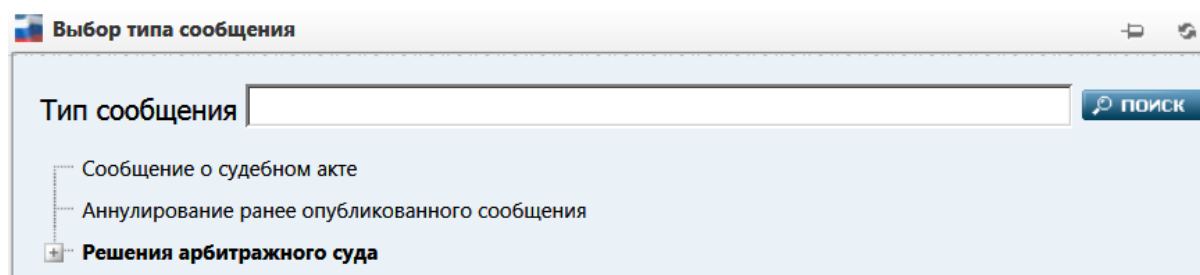 Выбор типа сообщения
Тип сообщения ПОИСК
Сообщение о судебном акте
Аннулирование ранее опубликованного сообщения
Решения арбитражного суда